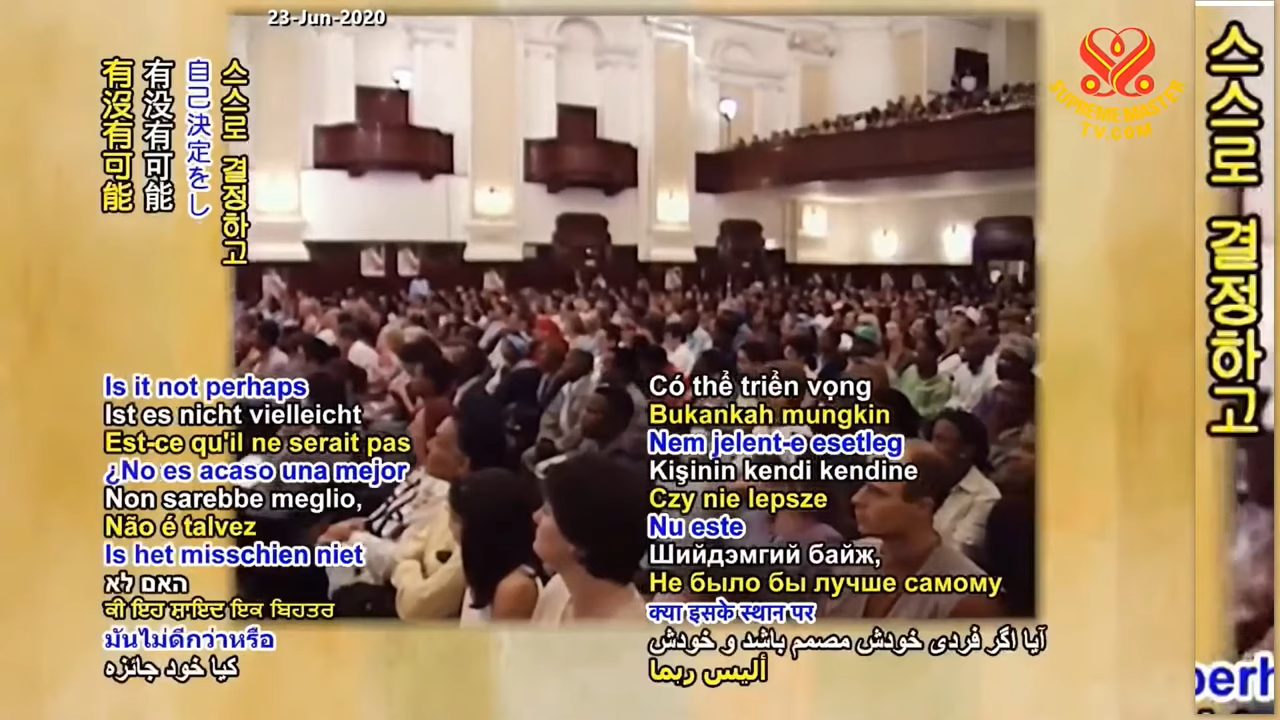 23-Jun-2020
SUPREME MASTER
TV.COM
스스로 결정하고
自己決定をし
有没有可能
有沒有可能
Is it not perhaps
Ist es nicht vielleicht
Est-ce qu'il ne serait pas
¿No es acaso una mejor
Non sarebbe meglio,
Não é talvez
Is het misschien niet
האם לא
ਕੀ ਇਹ ਸ਼ਾਇਦ ਇਕ ਬਿਹਤਰ
มันไม่ดีกว่าหรือ
کیا خود جائزہ
Có thể triển vọng
Bukankah mungkin
Nem jelent-e esetleg
Kişinin kendi kendine
Czy nie lepsze
Nu este
Шийдэмгий байж,
Не было бы лучше самому
क्या इसके स्थान पर
آیا اگر فردی خودش مصمم باشد و خودش
أليس ربما
스스로 결정하고
perh